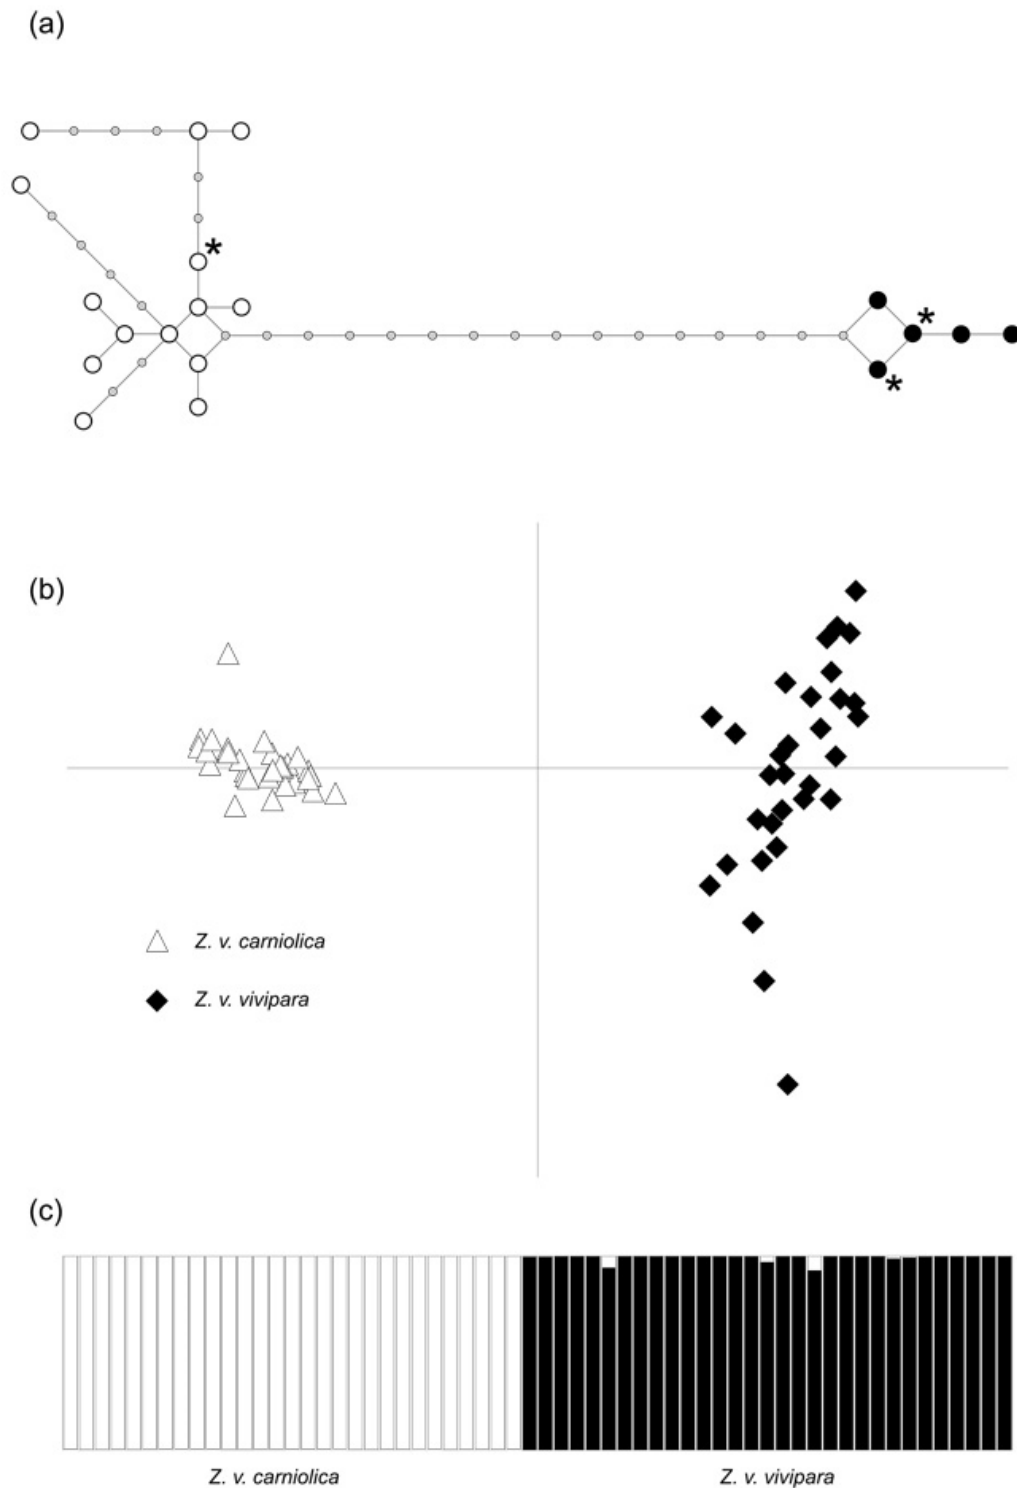 (a)
*
*
*
(b)
Z. v. carniolica
Z. v. vivipara
(c)
Z. v. carniolica Z. v. vivipara